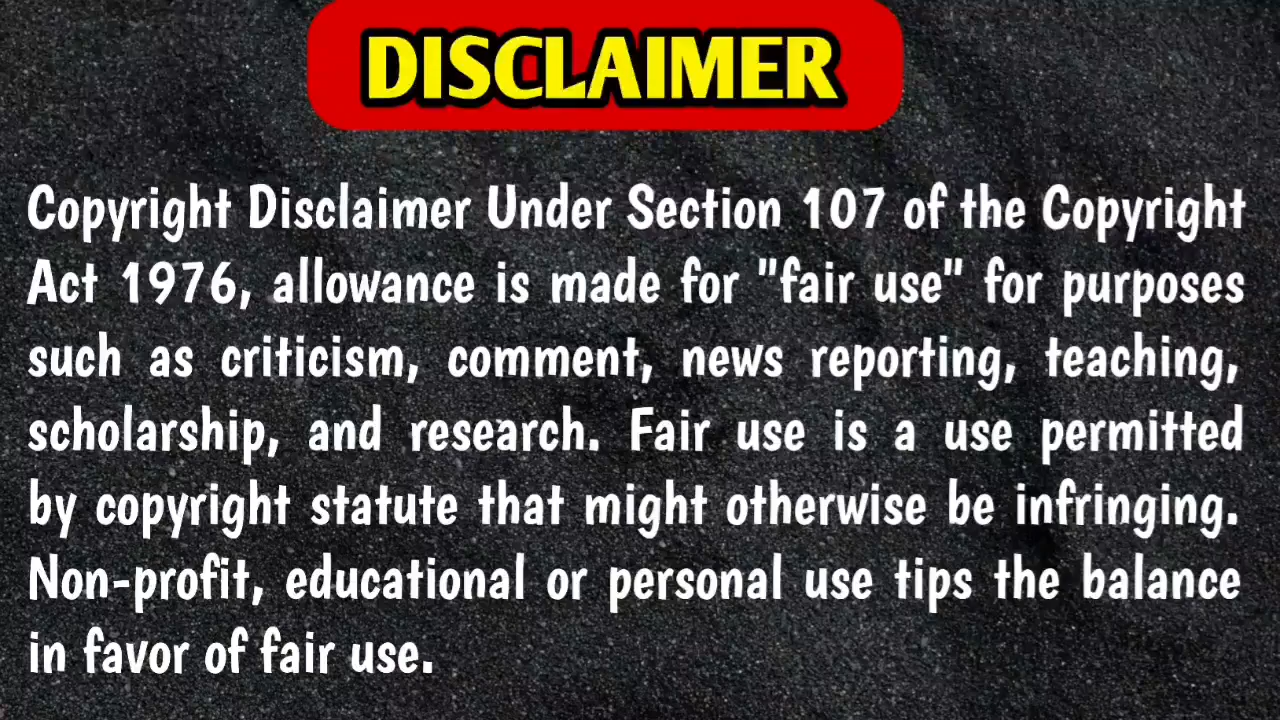 DISCLAIMER
Copyright Disclaimer Under Section 107 of the Copyright
Act 1976, allowance is made for "fair use" for purposes
such as criticism, comment, news reporting, teaching,
scholarship, and research. Fair use is a use permitted
by copyright statute that might otherwise be infringing.
Non-profit, educational or personal use tips the balance
in favor of fair use.